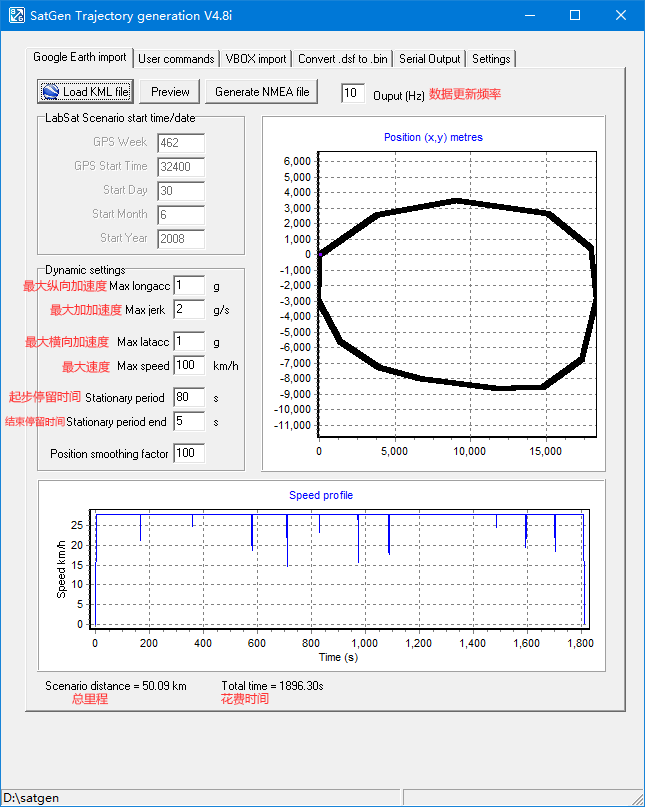 SatGen Trajectory generation V4.8i
Google Earth import User commands VBOX import Convert .dsf to .bin Serial Output Settings
Load KML file Preview Generate NMEA file 10 Ouput (Hz) 数据更新频率
LabSat Scenario start time/date
GPS Week 462
GPS Start Time 32400
Start Day 30
Start Month 6
Start Year 2008
Dynamic settings
最大纵向加速度 Max longacc 1 g
最大加加速度 Max jerk 2 g/s
最大横向加速度 Max latacc 1 g
最大速度 Max speed 100 km/h
起步停留时间 Stationary period 80 s
结束停留时间 Stationary period end 5 s
Position smoothing factor 100
Position (x,y) metres
6,000
5,000
4,000
3,000
2,000
1,000
0
-1,000
-2,000
-3,000
-4,000
-5,000
-6,000
-7,000
-8,000
-9,000
-10,000
-11,000
0 5,000 10,000 15,000
Speed profile
Speed km/h
25
20
15
10
5
0
0 200 400 600 800 1,000 1,200 1,400 1,600 1,800
Time (s)
Scenario distance = 50.09 km Total time = 1896.30s
总里程 花费时间
D:\satgen